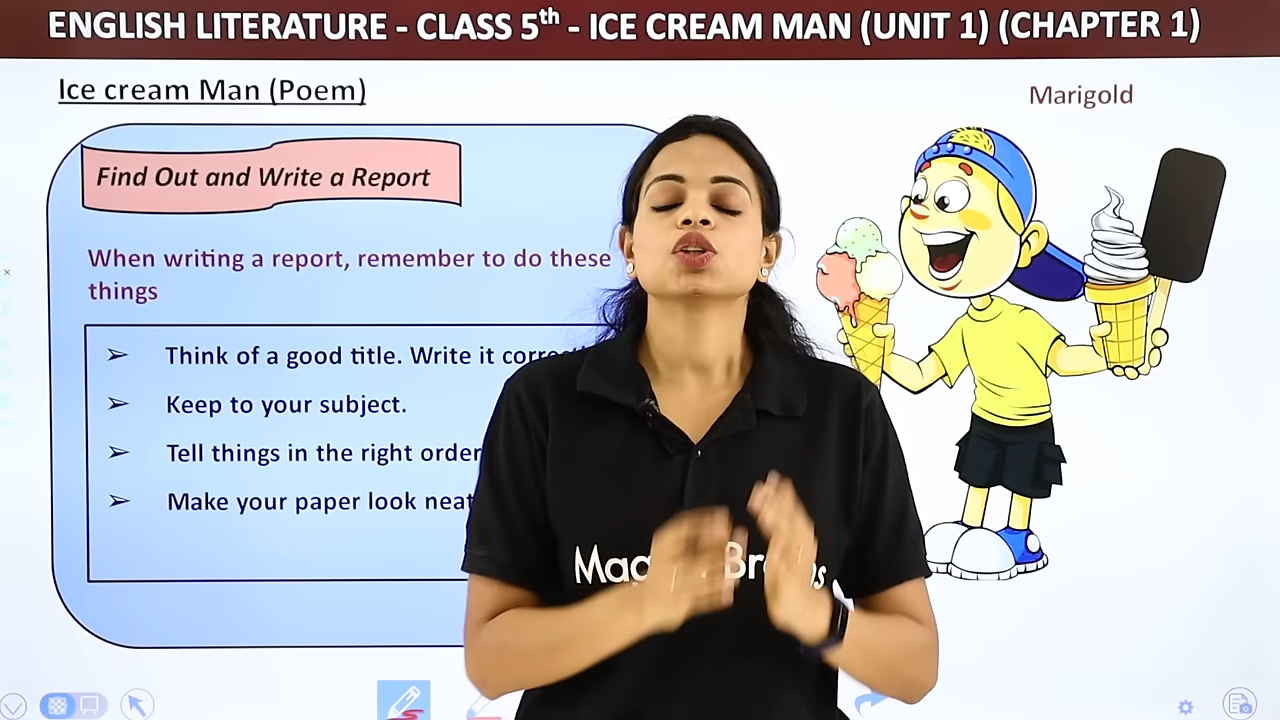 ENGLISH LITERATURE - CLASS 5th - ICE CREAM MAN (UNIT 1) (CHAPTER 1)
Ice cream Man (Poem)
Marigold
Find Out and Write a Report
When writing a report, remember to do these
things
➢ Think of a good title. Write it
➢ Keep to your subject.
➢ Tell things in the right order
➢ Make your paper look neat